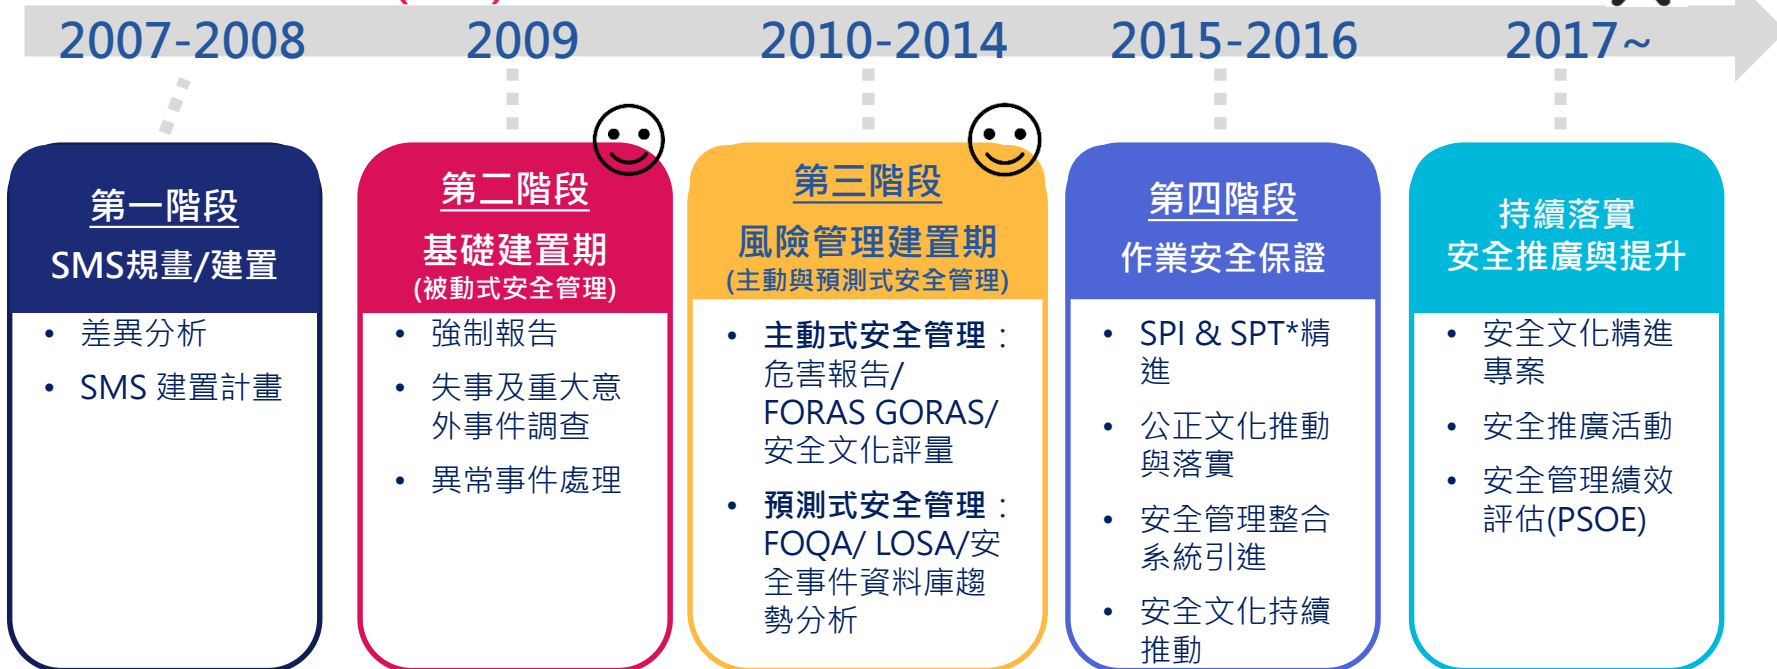 2007-2008
2009
2010-2014
2015-2016
2017~
第一階段
SMS規畫/建置
• 差異分析
• SMS 建置計畫
第二階段
基礎建置期
(被動式安全管理)
• 強制報告
• 失事及重大意
外事件調查
• 異常事件處理
第三階段
風險管理建置期
(主動與預測式安全管理)
• 主動式安全管理：
危害報告/
FORAS GORAS/
安全文化評量
• 預測式安全管理：
FOQA/ LOSA/安
全事件資料庫趨
勢分析
第四階段
作業安全保證
• SPI & SPT*精
進
• 公正文化推動
與落實
• 安全管理整合
系統引進
• 安全文化持續
推動
持續落實
安全推廣與提升
• 安全文化精進
專案
• 安全推廣活動
• 安全管理績效
評估(PSOE)